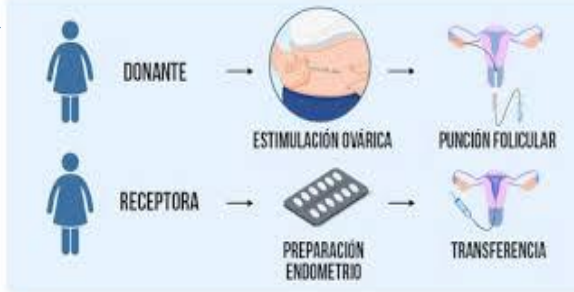 DONANTE
ESTIMULACIÓN OVÁRICA
PUNCIÓN FOLICULAR
RECEPTORA
PREPARACIÓN
ENDOMETRIO
TRANSFERENCIA